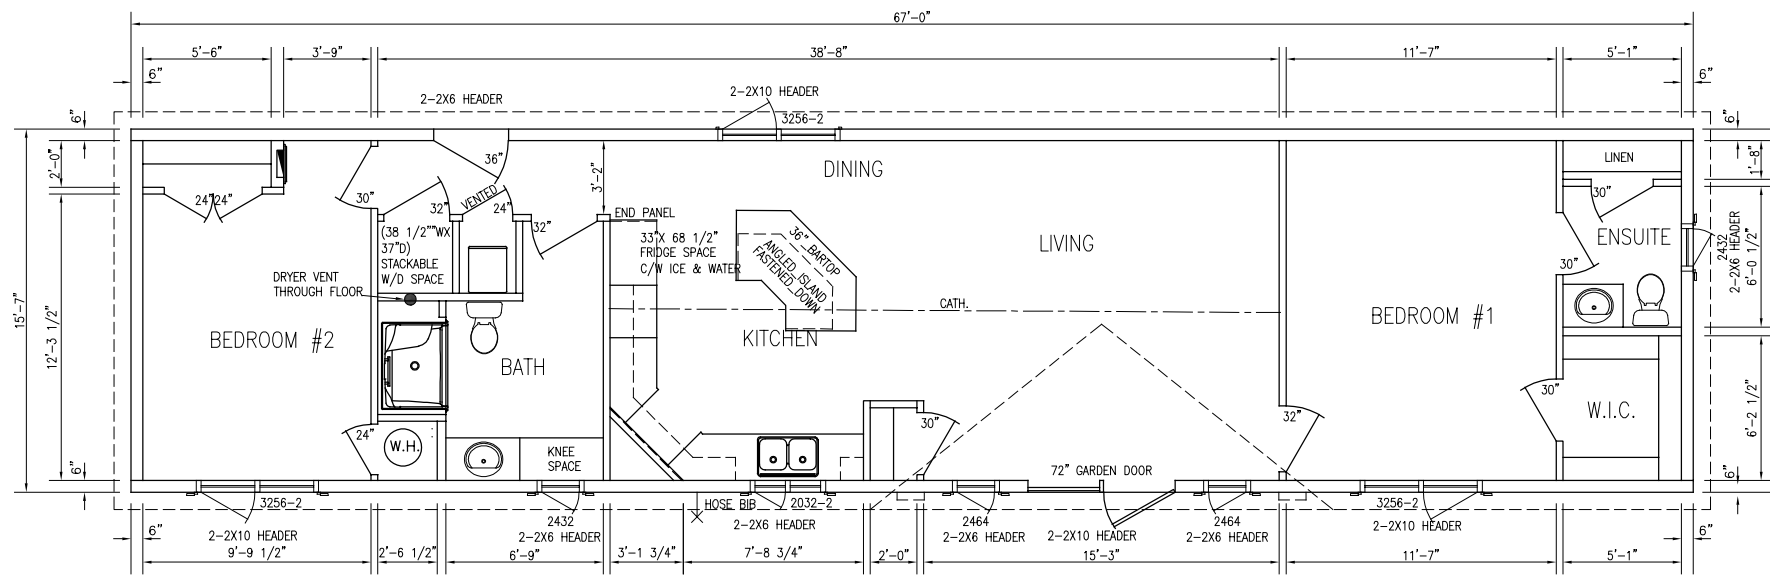 67'-0"
5'-6"
3'-9"
38'-8"
11'-7"
5'-1"
6"
6"
2-2X6 HEADER
2-2X10 HEADER
3256-2
6"
6"
2'-0"
1'-8"
36"
DINING
LINEN
3'-2"
24"
24"
30"
32"
VENTED
24"
32"
30"
END PANEL
(38 1/2""WX
37"D)
STACKABLE
W/D SPACE
33"X 68 1/2"
FRIDGE SPACE
C/W ICE & WATER
36"_BARTOP
ANGLED_ISLAND
FASTENED_DOWN
LIVING
ENSUITE
30"
2432
2-2X6 HEADER
6'-0 1/2"
DRYER VENT
THROUGH FLOOR
CATH.
15'-7"
12'-3 1/2"
BEDROOM #2
BATH
KITCHEN
BEDROOM #1
30"
W.I.C.
6'-2 1/2"
30"
32"
24"
W.H.
KNEE
SPACE
72" GARDEN DOOR
6"
6"
3256-2
2432
HOSE BIB
2032-2
2464
2464
3256-2
2-2X10 HEADER
2-2X6 HEADER
2-2X6 HEADER
2-2X6 HEADER
2-2X10 HEADER
2-2X6 HEADER
2-2X10 HEADER
6"
6"
9'-9 1/2"
2'-6 1/2"
6'-9"
3'-1 3/4"
7'-8 3/4"
2'-0"
15'-3"
11'-7"
5'-1"